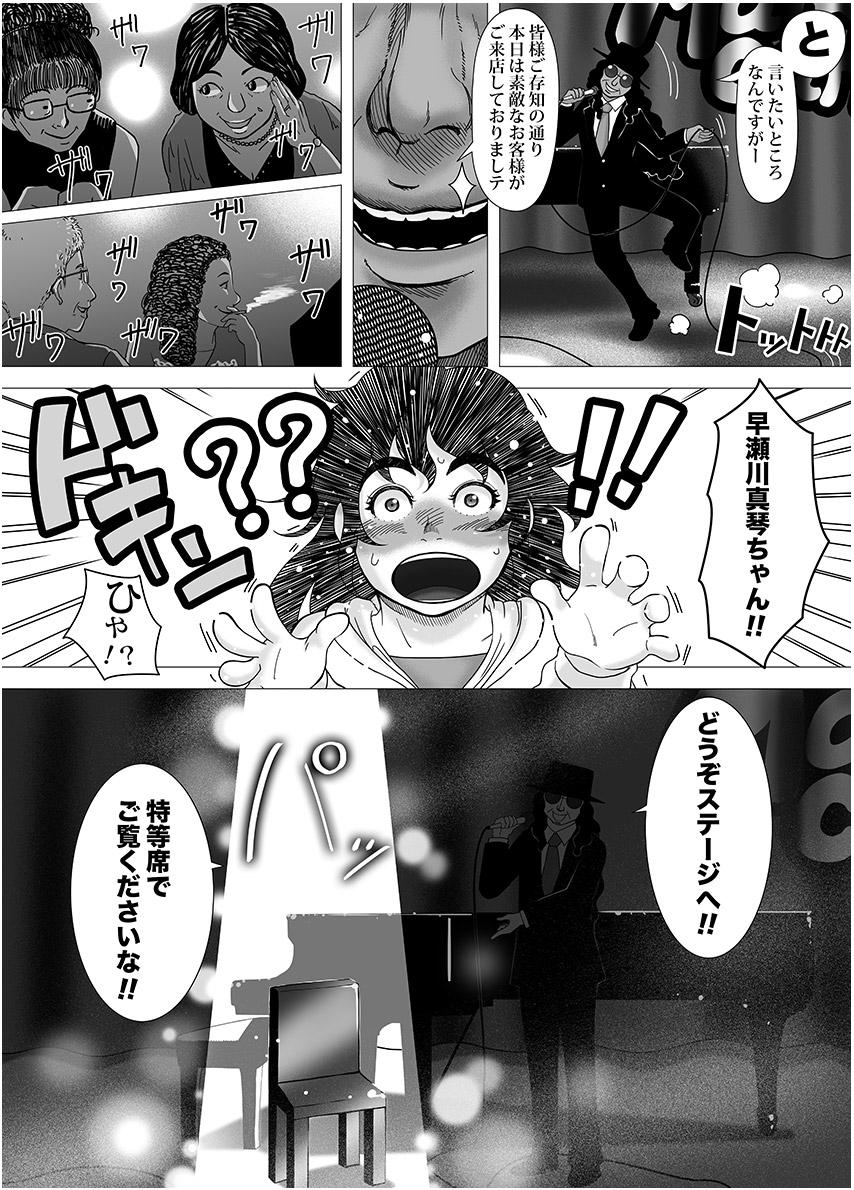 と
言いたいところ
なんですがー
トットトト
皆様ご存知の通り
本日は素敵なお客様が
ご来店しておりましテ
ザワ
ザワ
ザワ
ザワ
ザワ
ザワ
ザワ
早瀬川真琴ちゃん!!
!!
??
ドキーン
ひゃ!?
どうぞステージへ!!
パッ
特等席で
ご覧くださいな!!